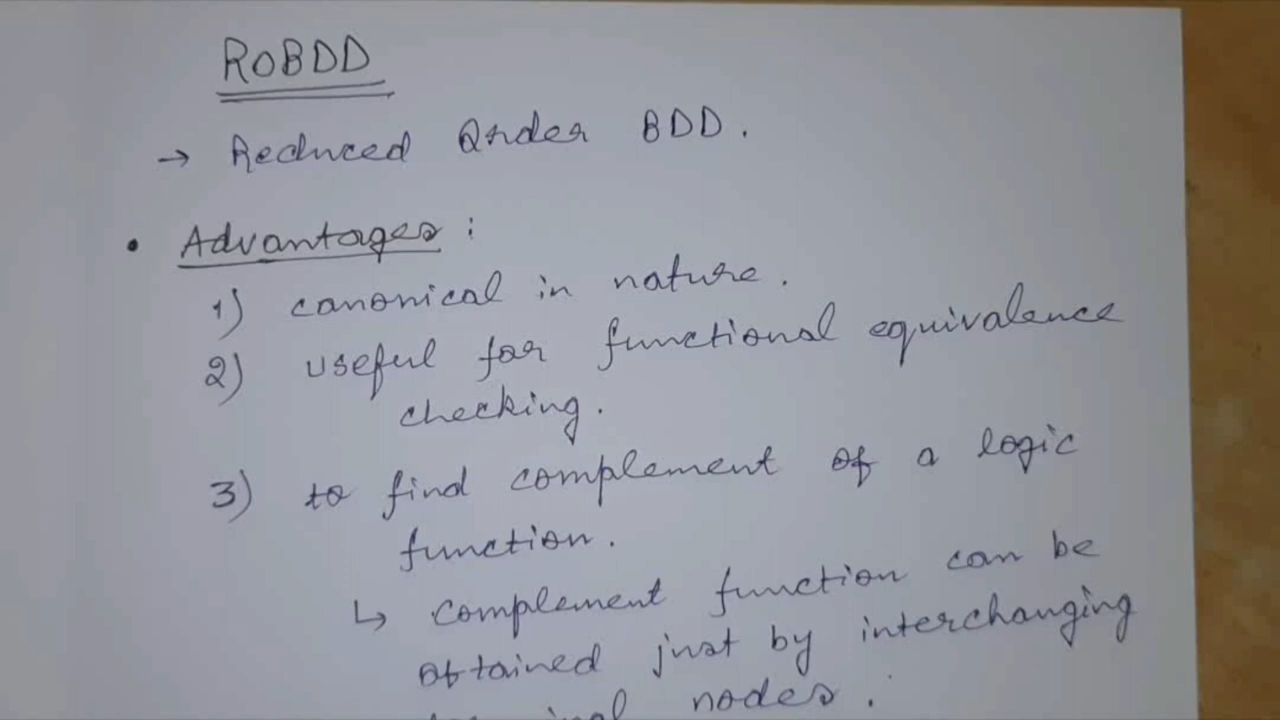 ROBDD
→ Reduced Order BDD.
• Advantages :
1) canonical in nature.
2) useful for functional equivalence
checking.
3) to find complement of a logic
function.
↳ complement function can be
obtained just by interchanging
nodes.